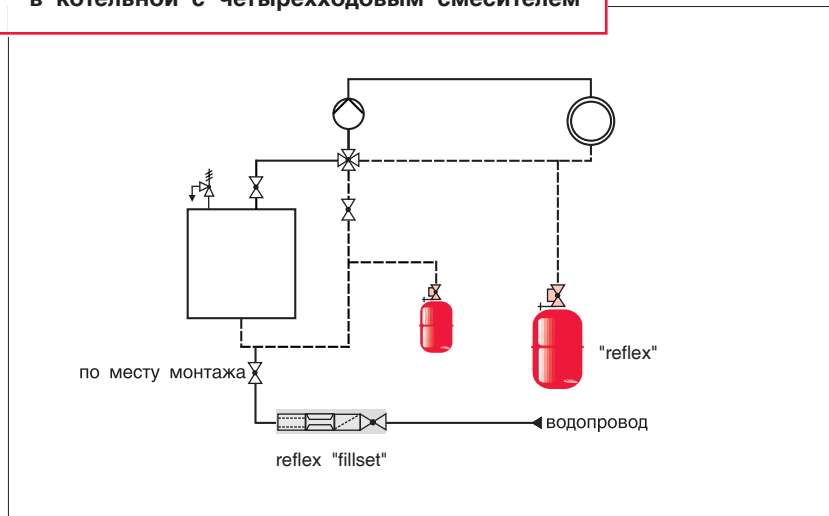 в котельной с четырехходовым смесителем
"reflex"
по месту монтажа
водопровод
reflex "fillset"